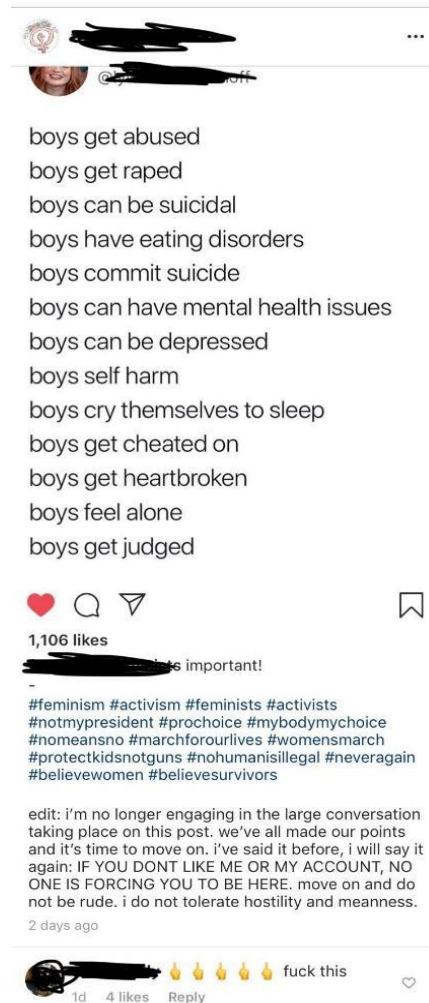 boys get abused
boys get raped
boys can be suicidal
boys have eating disorders
boys commit suicide
boys can have mental health issues
boys can be depressed
boys self harm
boys cry themselves to sleep
boys get cheated on
boys get heartbroken
boys feel alone
boys get judged
1,106 likes
important!
-
#feminism #activism #feminists #activists
#notmypresident #prochoice #mybodymychoice
#nomeansno #marchforourlives #womensmarch
#protectkidsnotguns #nohumanisillegal #neveragain
#believewomen #believesurvivors
edit: i'm no longer engaging in the large conversation
taking place on this post. we've all made our points
and it's time to move on. i've said it before, i will say it
again: IF YOU DONT LIKE ME OR MY ACCOUNT, NO
ONE IS FORCING YOU TO BE HERE. move on and do
not be rude. i do not tolerate hostility and meanness.
2 days ago
🖕🖕🖕🖕🖕 fuck this
1d 4 likes Reply